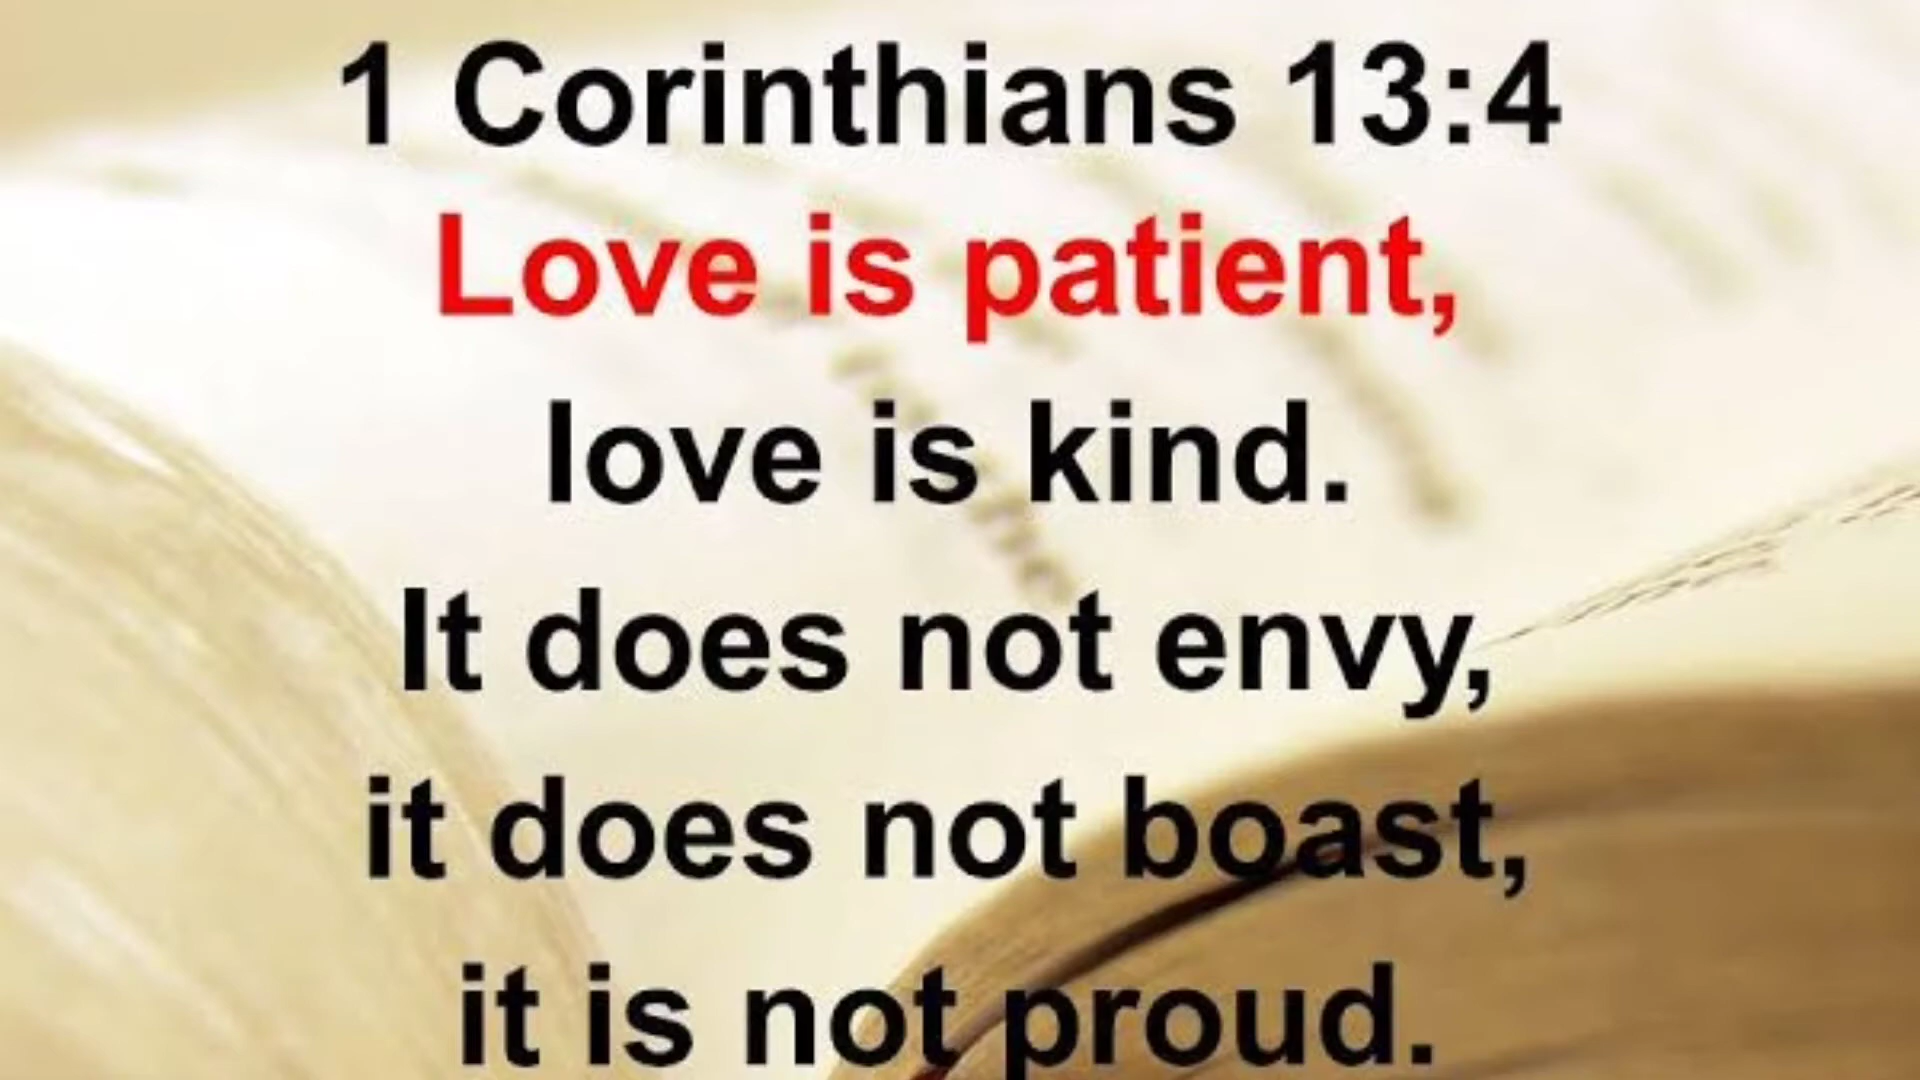 1 Corinthians 13:4
Love is patient,
love is kind.
It does not envy,
it does not boast,
it is not proud.